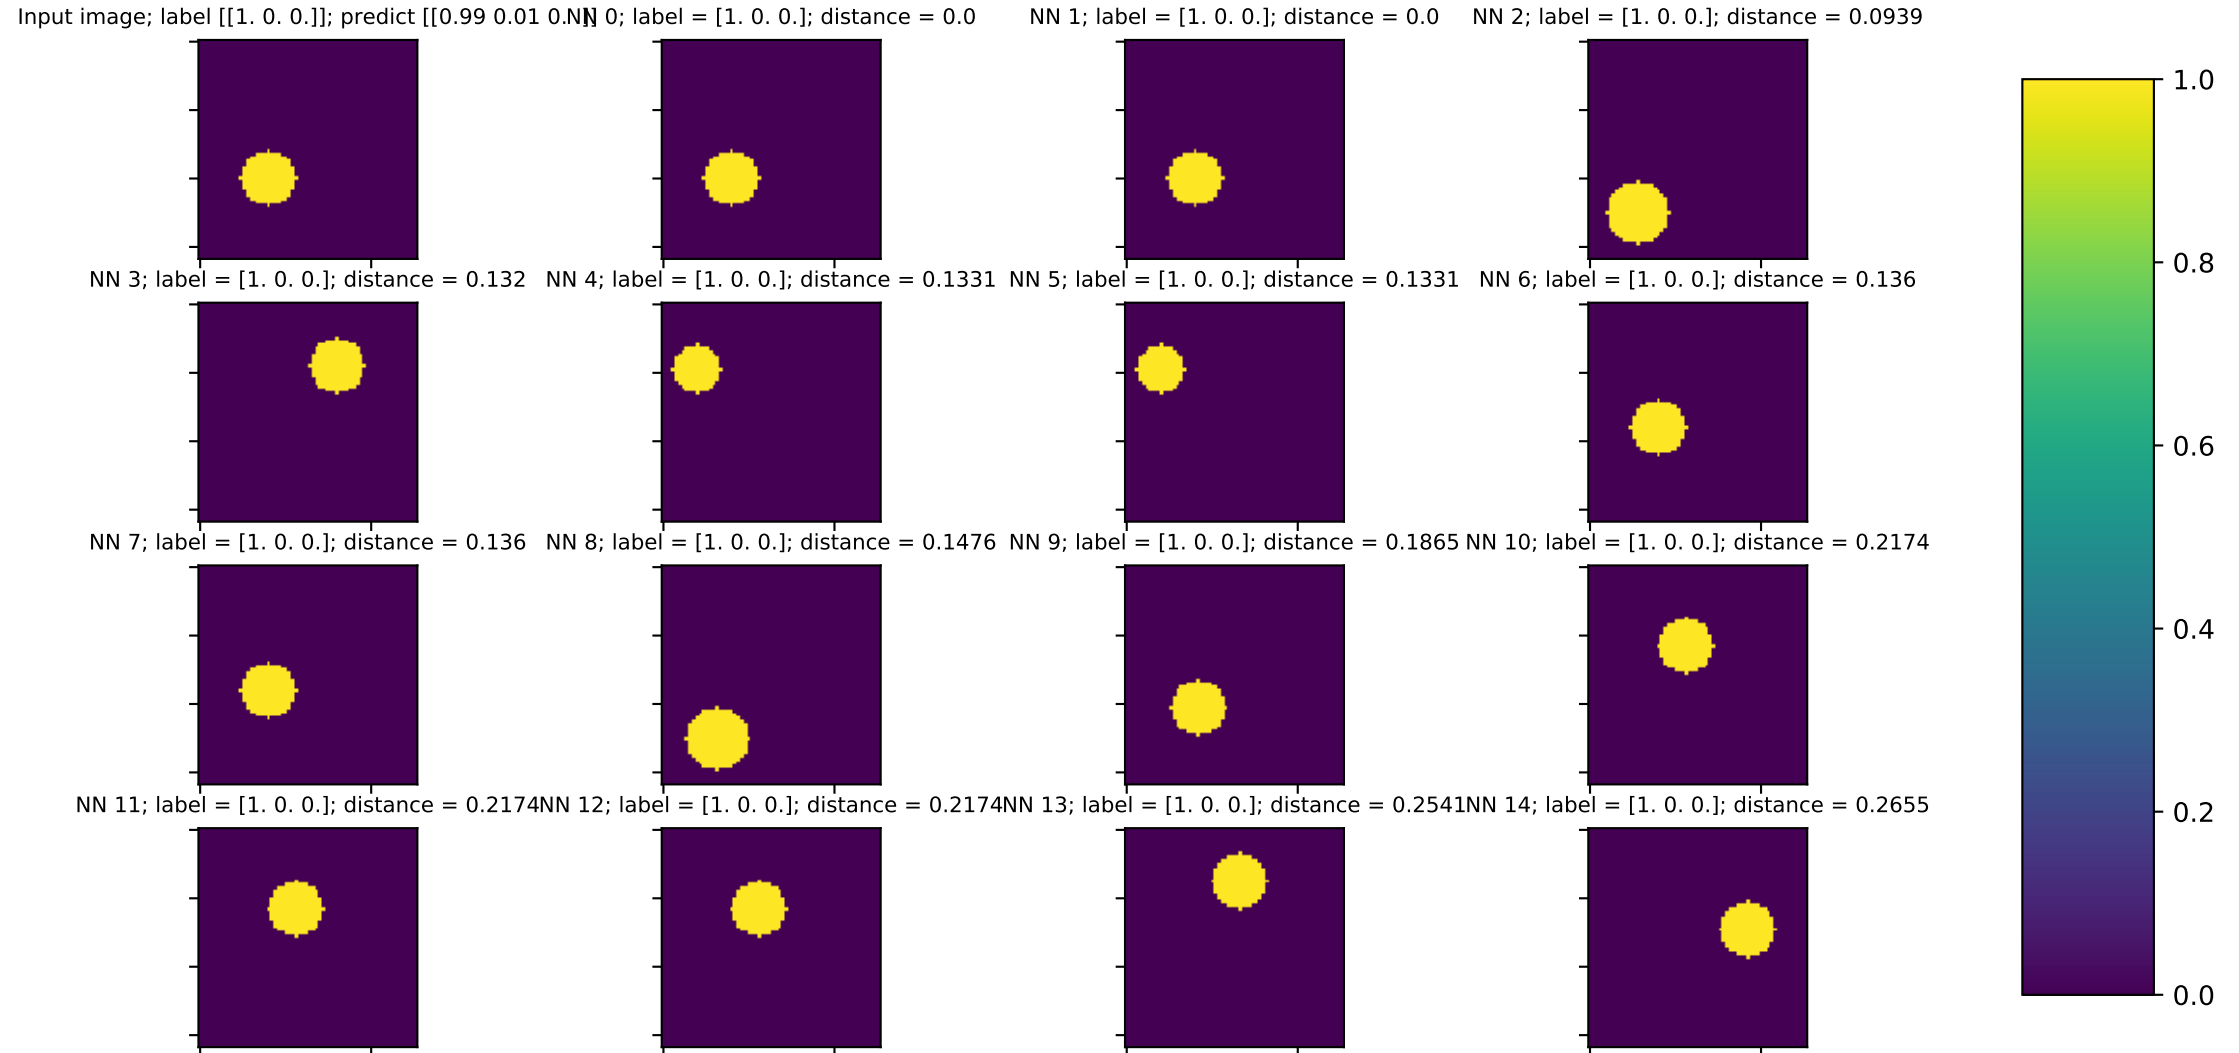 Input image; label [[1. 0. 0.]]; predict [[0.99 0.01 0. ]]
NN 0; label = [1. 0. 0.]; distance = 0.0
NN 1; label = [1. 0. 0.]; distance = 0.0
NN 2; label = [1. 0. 0.]; distance = 0.0939
NN 3; label = [1. 0. 0.]; distance = 0.132
NN 4; label = [1. 0. 0.]; distance = 0.1331
NN 5; label = [1. 0. 0.]; distance = 0.1331
NN 6; label = [1. 0. 0.]; distance = 0.136
NN 7; label = [1. 0. 0.]; distance = 0.136
NN 8; label = [1. 0. 0.]; distance = 0.1476
NN 9; label = [1. 0. 0.]; distance = 0.1865
NN 10; label = [1. 0. 0.]; distance = 0.2174
NN 11; label = [1. 0. 0.]; distance = 0.2174
NN 12; label = [1. 0. 0.]; distance = 0.2174
NN 13; label = [1. 0. 0.]; distance = 0.2541
NN 14; label = [1. 0. 0.]; distance = 0.2655
1.0
0.8
0.6
0.4
0.2
0.0